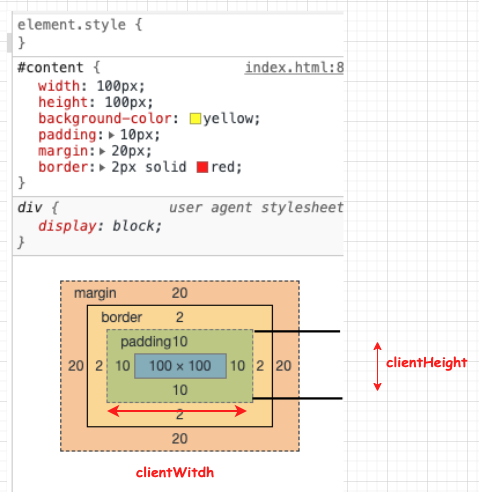 element.style {
}
#content { index.html:8
width: 100px;
height: 100px;
background-color: yellow;
padding: 10px;
margin: 20px;
border: 2px solid red;
}
div { user agent stylesheet
display: block;
}
margin 20
border 2
padding10
20 2 10 100 × 100 10 2 20
10
2
20
clientHeight
clientWitdh